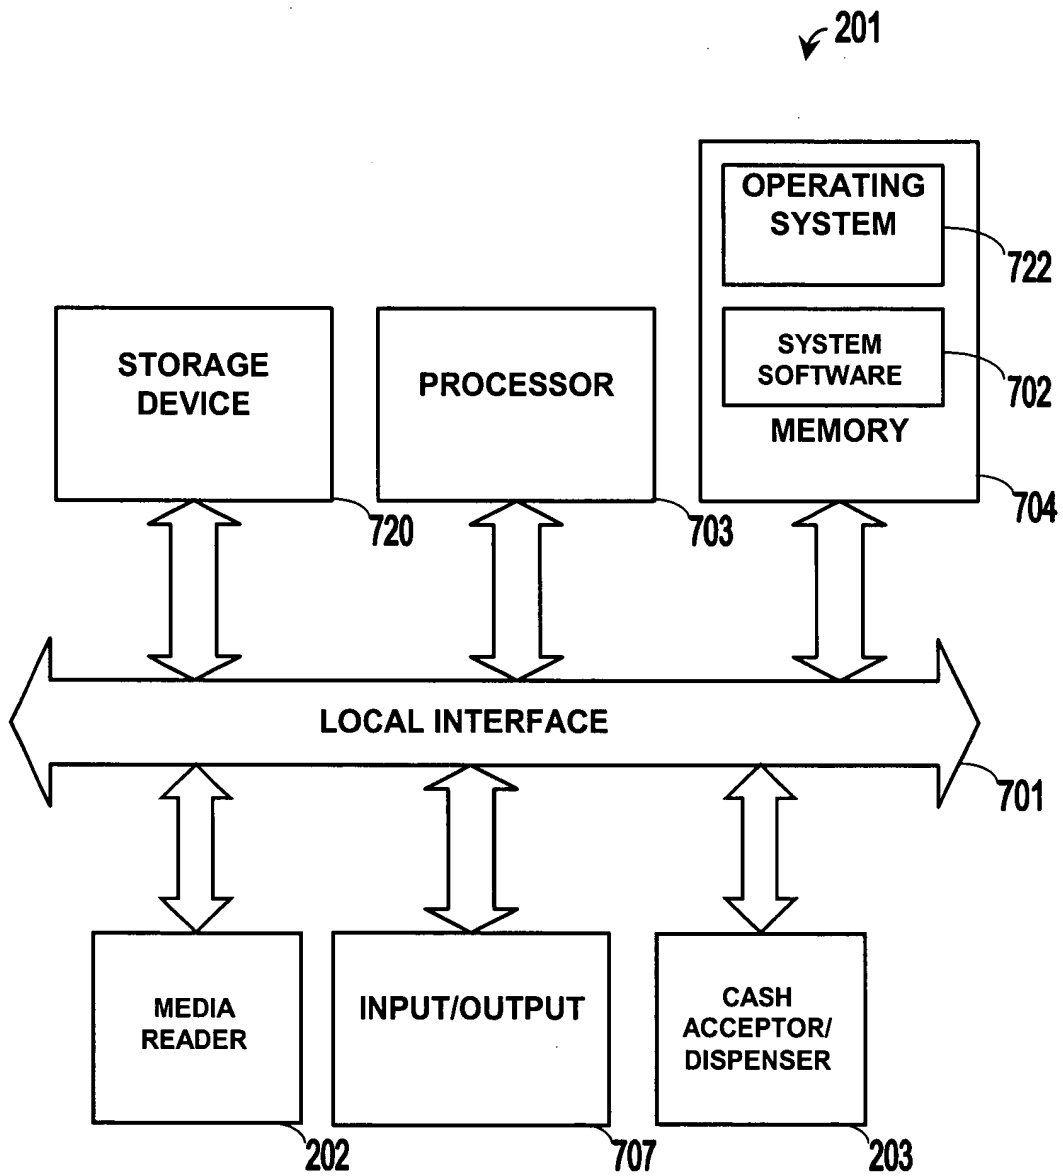 201
OPERATING
SYSTEM
722
STORAGE
DEVICE
PROCESSOR
SYSTEM
SOFTWARE
702
MEMORY
720
703
704
LOCAL INTERFACE
701
MEDIA
READER
INPUT/OUTPUT
CASH
ACCEPTOR/
DISPENSER
202
707
203